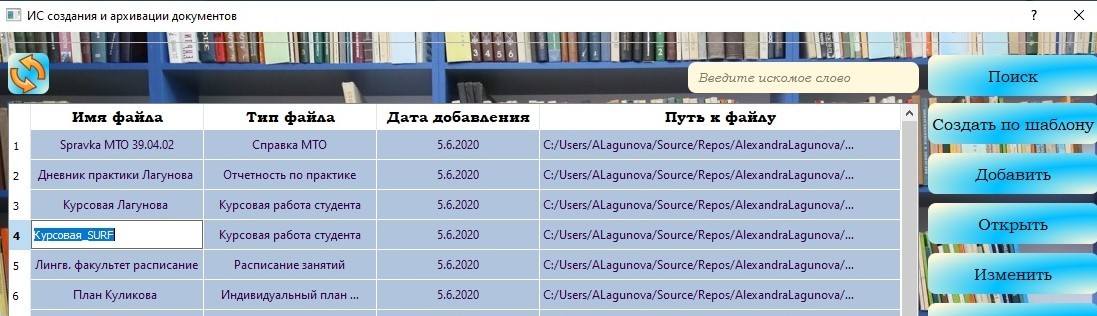 ИС создания и архивации документов
Введите искомое слово
Поиск
Имя файла Тип файла Дата добавления Путь к файлу
Создать по шаблону
1 Spravka МТО 39.04.02 Справка МТО 5.6.2020 C:/Users/ALagunova/Source/Repos/AlexandraLagunova/...
2 Дневник практики Лагунова Отчетность по практике 5.6.2020 C:/Users/ALagunova/Source/Repos/AlexandraLagunova/...
Добавить
3 Курсовая Лагунова Курсовая работа студента 5.6.2020 C:/Users/ALagunova/Source/Repos/AlexandraLagunova/...
Открыть
4 Курсовая_SURF Курсовая работа студента 5.6.2020 C:/Users/ALagunova/Source/Repos/AlexandraLagunova/...
5 Лингв. факультет расписание Расписание занятий 5.6.2020 C:/Users/ALagunova/Source/Repos/AlexandraLagunova/...
Изменить
6 План Куликова Индивидуальный план ... 5.6.2020 C:/Users/ALagunova/Source/Repos/AlexandraLagunova/...